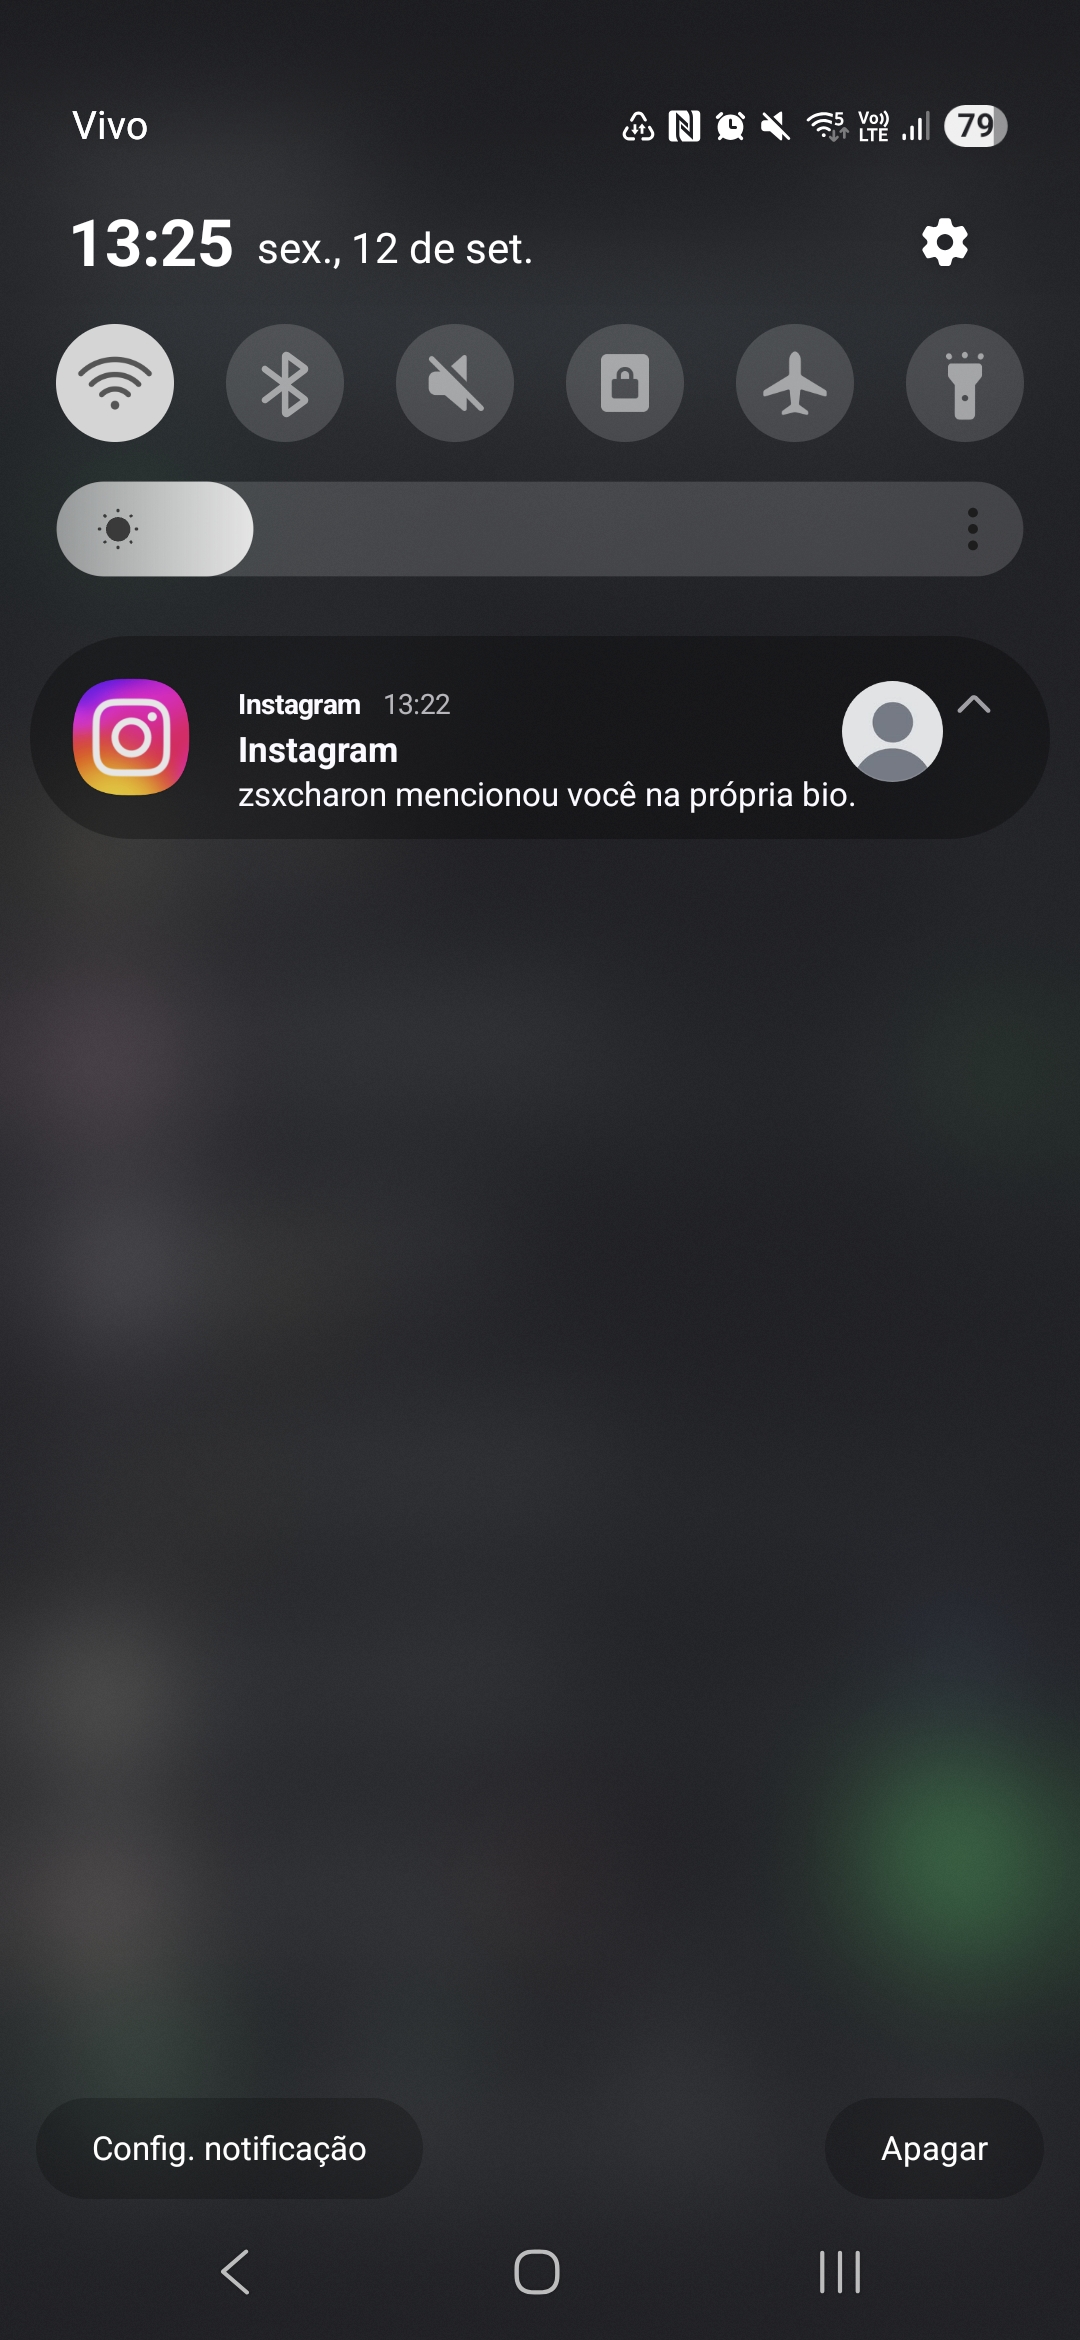 Vivo
5
Vo))
LTE
79
13:25 sex., 12 de set.
Instagram 13:22
Instagram
zsxcharon mencionou você na própria bio.
Config. notificação
Apagar